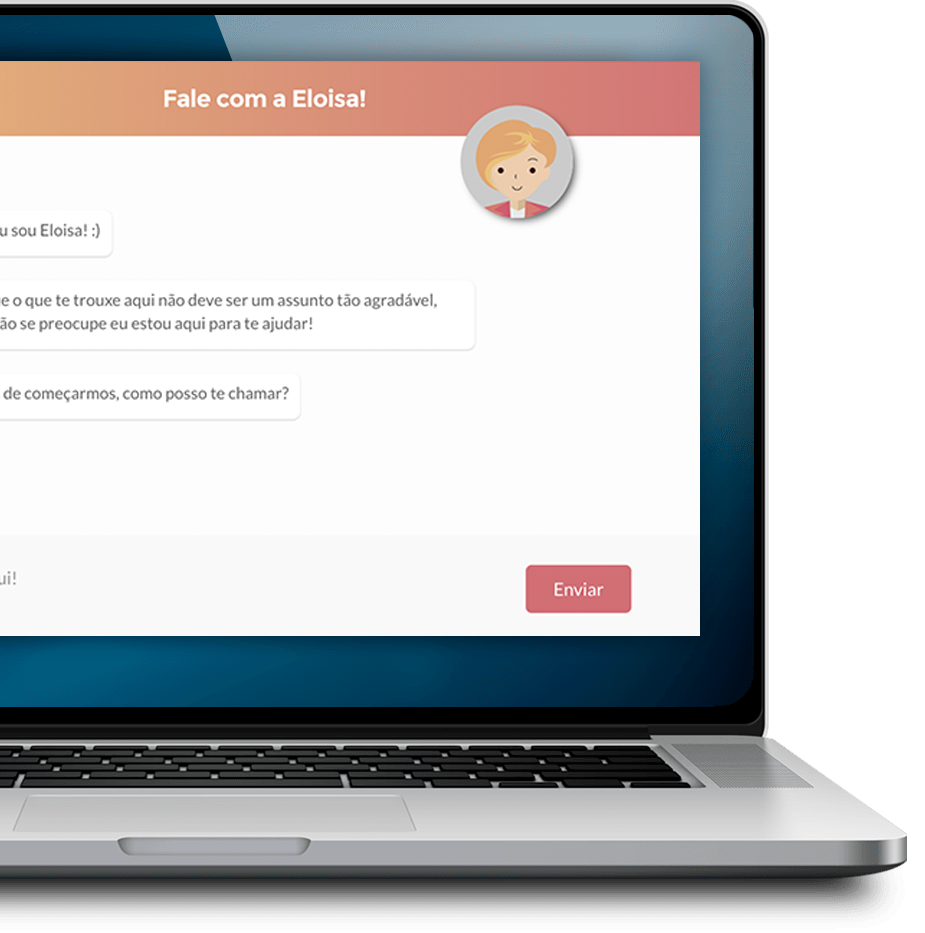 Fale com a Eloisa!
u sou Eloisa! :)
e o que te trouxe aqui não deve ser um assunto tão agradável,
ão se preocupe eu estou aqui para te ajudar!
de começarmos, como posso te chamar?
ui!
Enviar